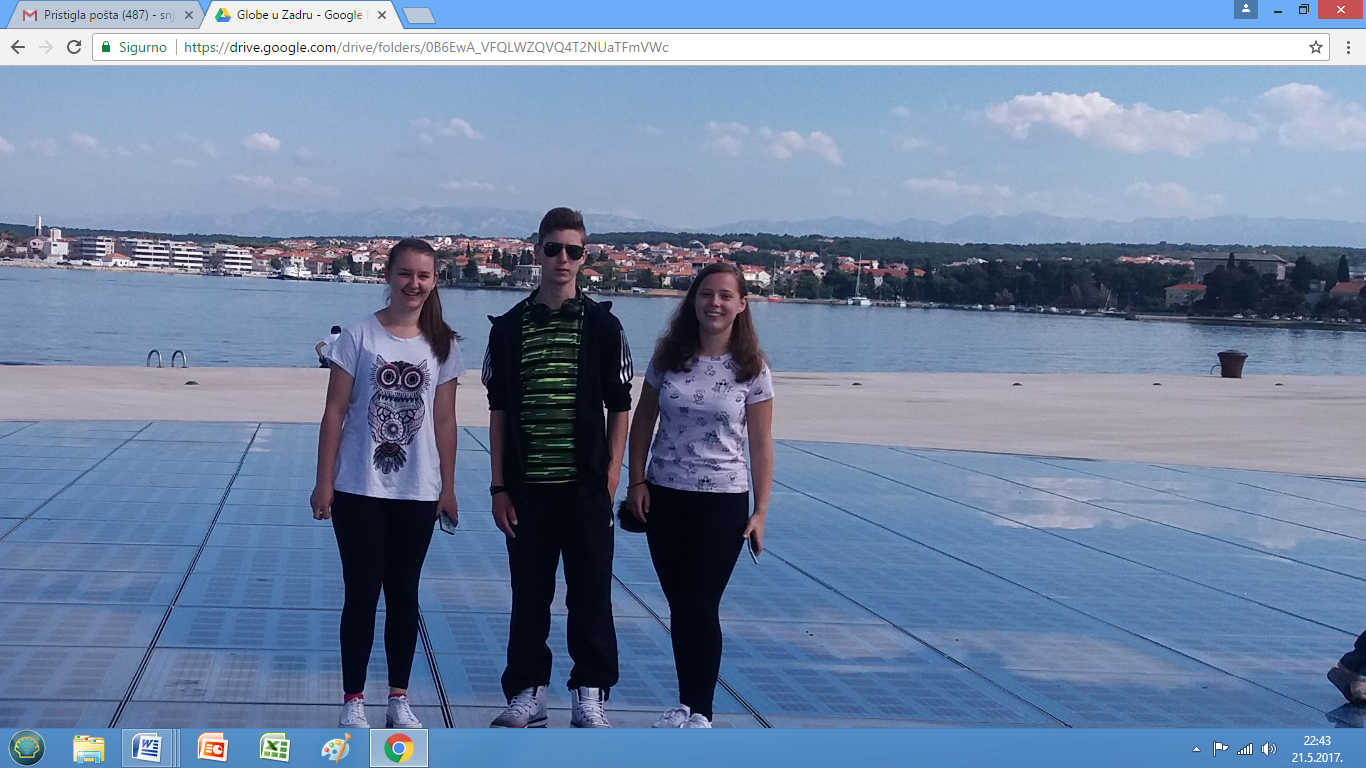 Pristigla pošta (487) - snj
Globe u Zadru - Google D
Sigurno
https://drive.google.com/drive/folders/0B6EwA_VFQLWZQVQ4T2NUaTFmVWc
22:43
21.5.2017.